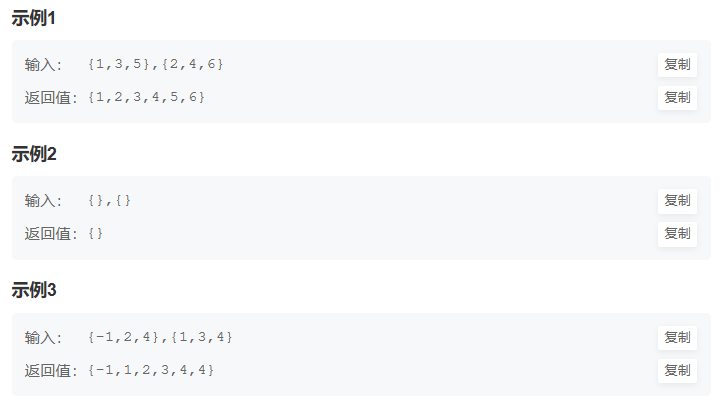 示例1
输入： {1,3,5},{2,4,6} 复制
返回值：{1,2,3,4,5,6} 复制
示例2
输入： {},{} 复制
返回值：{} 复制
示例3
输入： {-1,2,4},{1,3,4} 复制
返回值：{-1,1,2,3,4,4} 复制